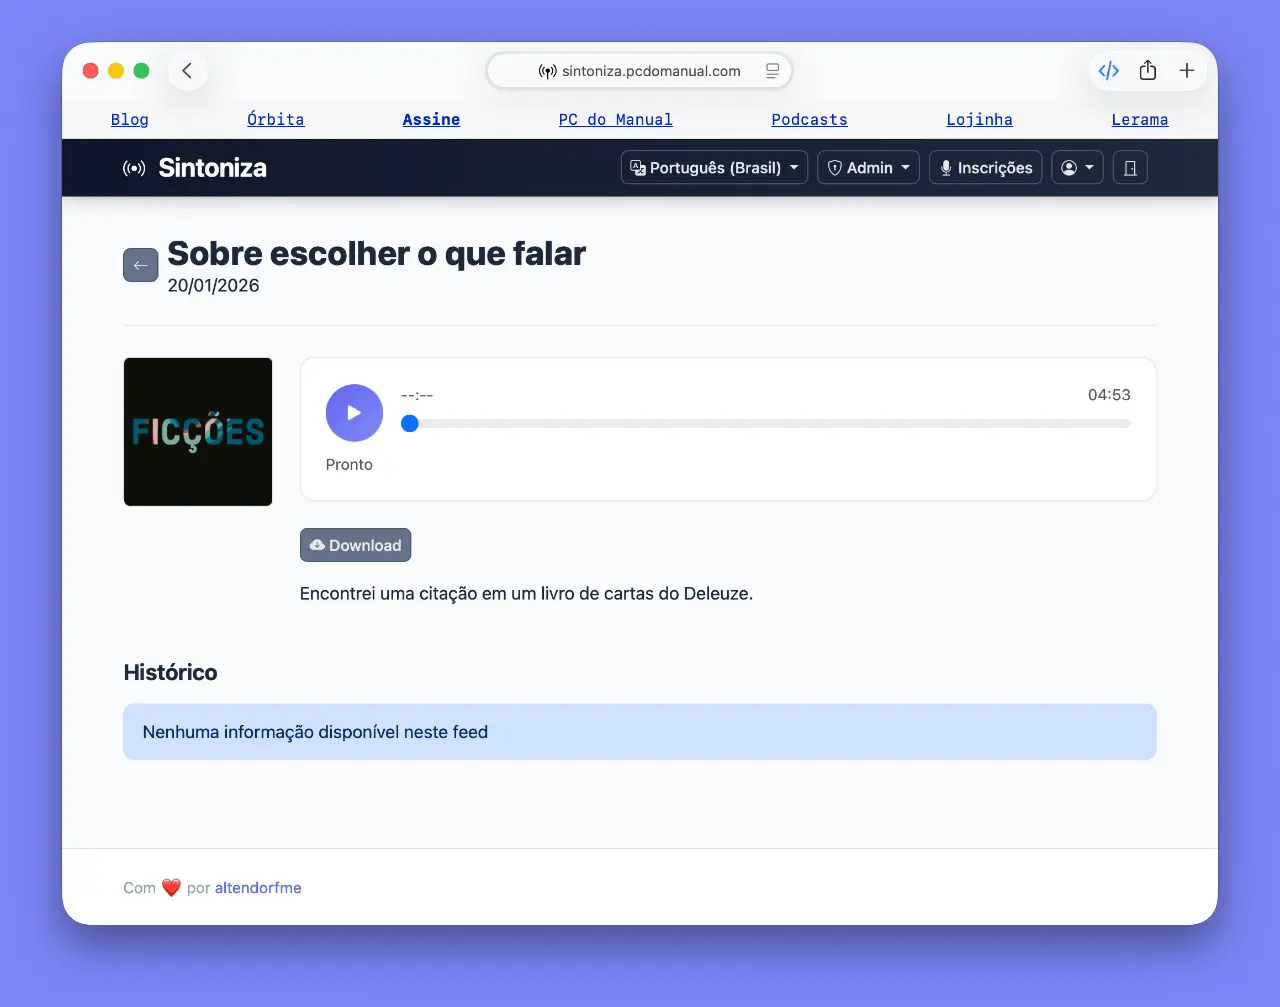 sintoniza.pcdomanual.com
Blog Órbita Assine PC do Manual Podcasts Lojinha Lerama
Sintoniza Português (Brasil) Admin Inscrições
Sobre escolher o que falar
20/01/2026
FICÇÕES
--:-- 04:53
Pronto
Download
Encontrei uma citação em um livro de cartas do Deleuze.
Histórico
Nenhuma informação disponível neste feed
Com ❤️ por altendorfme